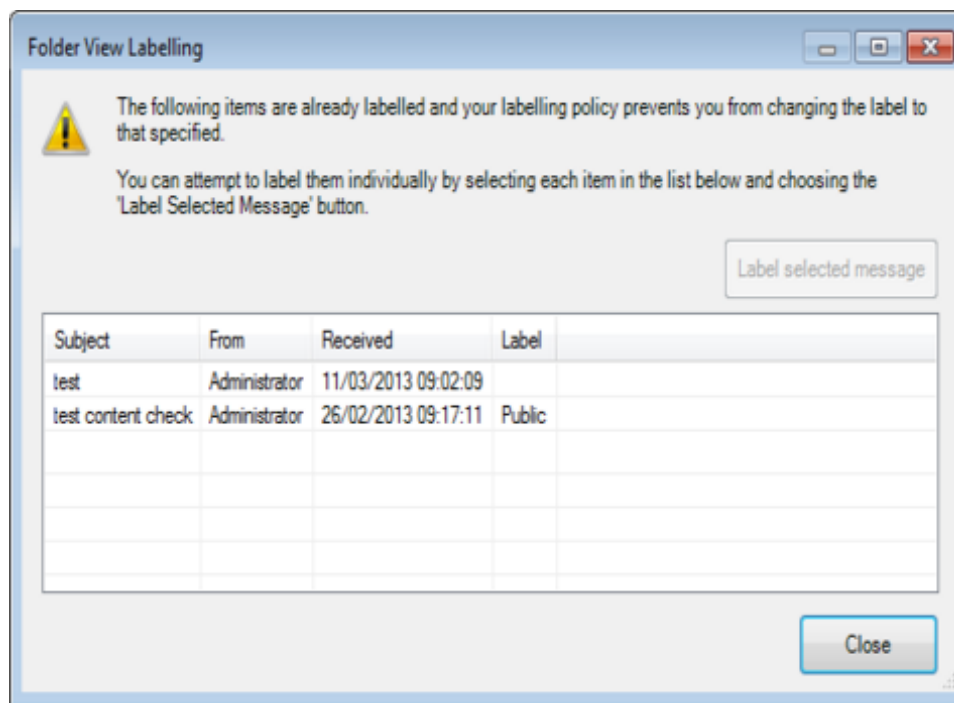 Folder View Labelling
The following items are already labelled and your labelling policy prevents you from changing the label to
that specified.
You can attempt to label them individually by selecting each item in the list below and choosing the
'Label Selected Message' button.
Label selected message
Subject From Received Label
test Administrator 11/03/2013 09:02:09
test content check Administrator 26/02/2013 09:17:11 Public
Close